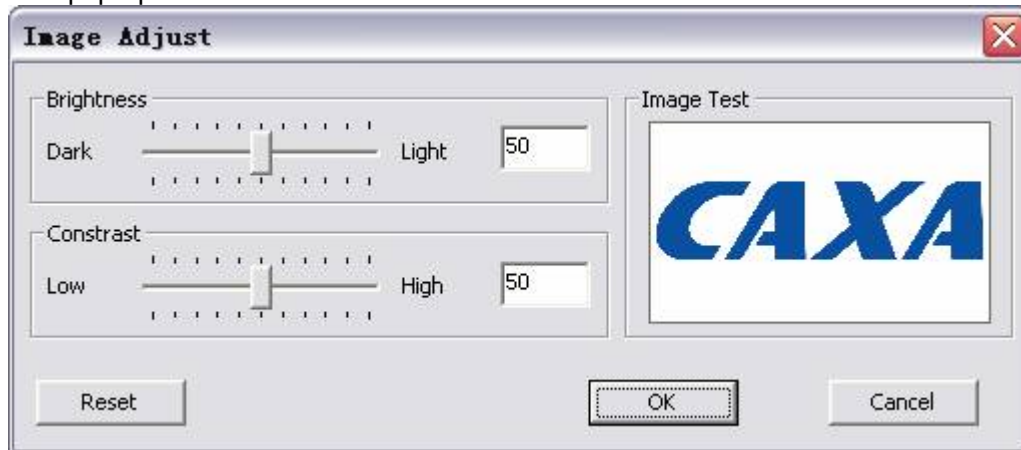 Image Adjust
Brightness
Dark
Light
50
Constrast
Low
High
50
Image Test
CAXA
Reset
OK
Cancel